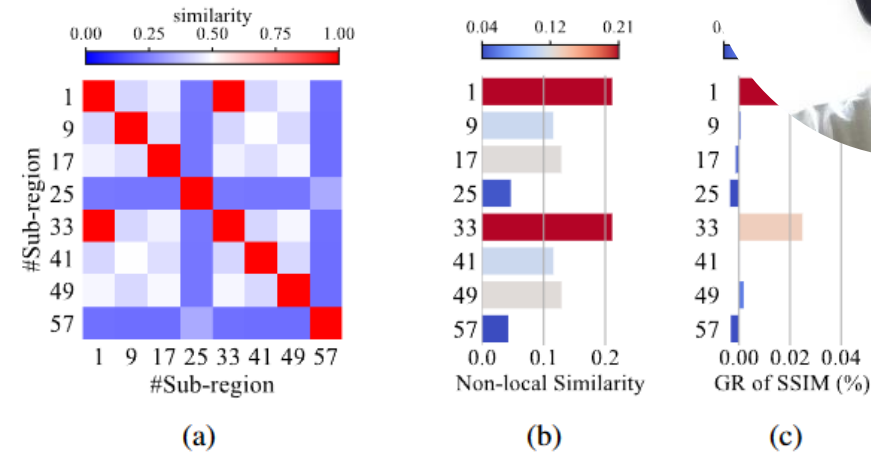 similarity
0.00 0.25 0.50 0.75 1.00
#Sub-region
1
9
17
25
33
41
49
57
1 9 17 25 33 41 49 57
#Sub-region
(a)
0.04 0.12 0.21
1
9
17
25
33
41
49
57
0.0 0.1 0.2
Non-local Similarity
(b)
0.
1
9
17
25
33
41
49
57
0.00 0.02 0.04
GR of SSIM (%)
(c)